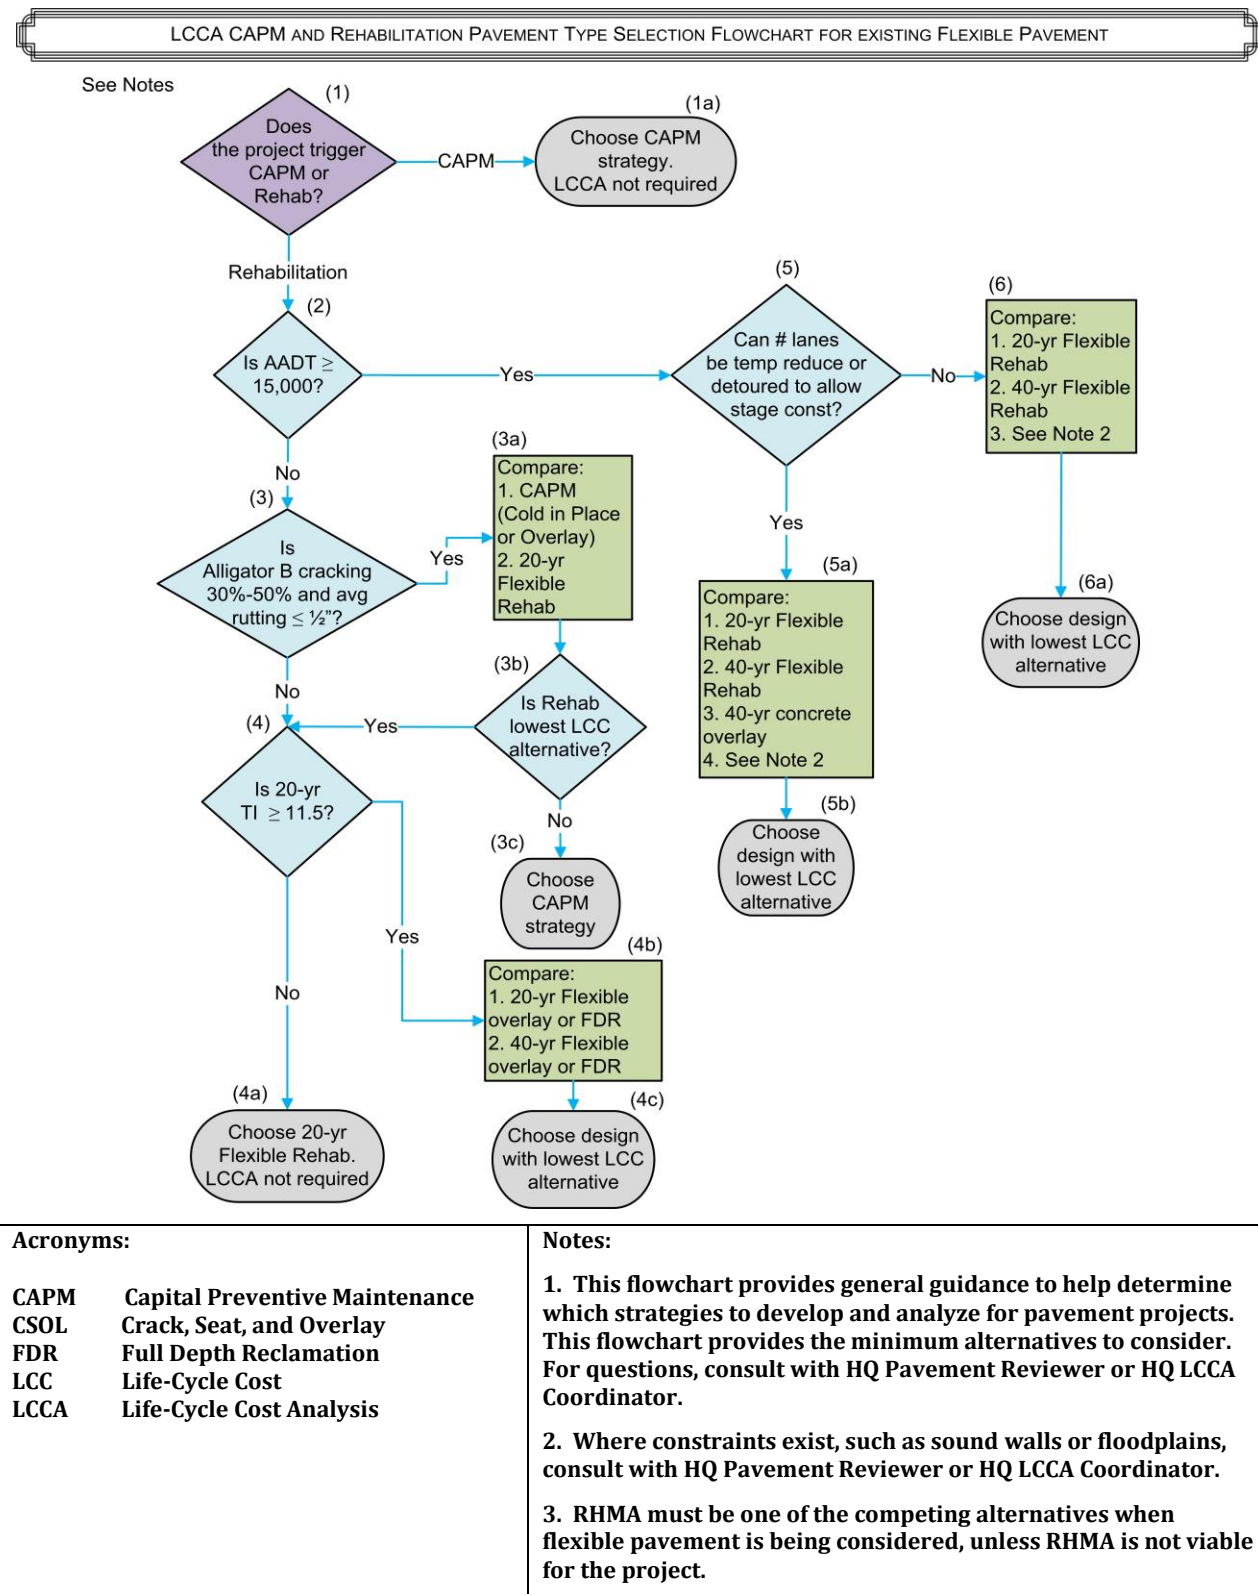 LCCA CAPM AND REHABILITATION PAVEMENT TYPE SELECTION FLOWCHART FOR EXISTING FLEXIBLE PAVEMENT
See Notes
(1)
Does
the project trigger
CAPM or
Rehab?
CAPM
(1a)
Choose CAPM
strategy.
LCCA not required
Rehabilitation
(2)
Is AADT ≥
15,000?
Yes
(5)
Can # lanes
be temp reduce or
detoured to allow
stage const?
No
(6)
Compare:
1. 20-yr Flexible
Rehab
2. 40-yr Flexible
Rehab
3. See Note 2
No
(3)
Is
Alligator B cracking
30%-50% and avg
rutting ≤ ½”?
Yes
(3a)
Compare:
1. CAPM
(Cold in Place
or Overlay)
2. 20-yr
Flexible
Rehab
Yes
(5a)
Compare:
1. 20-yr Flexible
Rehab
2. 40-yr Flexible
Rehab
3. 40-yr concrete
overlay
4. See Note 2
(6a)
Choose design
with lowest LCC
alternative
No
(3b)
Is Rehab
lowest LCC
alternative?
Yes
(4)
Is 20-yr
TI ≥ 11.5?
No
(3c)
Choose
CAPM
strategy
(5b)
Choose
design with
lowest LCC
alternative
Yes
(4b)
Compare:
1. 20-yr Flexible
overlay or FDR
2. 40-yr Flexible
overlay or FDR
No
(4a)
Choose 20-yr
Flexible Rehab.
LCCA not required
(4c)
Choose design
with lowest LCC
alternative
Acronyms:
CAPM Capital Preventive Maintenance
CSOL Crack, Seat, and Overlay
FDR Full Depth Reclamation
LCC Life-Cycle Cost
LCCA Life-Cycle Cost Analysis
Notes:
1. This flowchart provides general guidance to help determine
which strategies to develop and analyze for pavement projects.
This flowchart provides the minimum alternatives to consider.
For questions, consult with HQ Pavement Reviewer or HQ LCCA
Coordinator.
2. Where constraints exist, such as sound walls or floodplains,
consult with HQ Pavement Reviewer or HQ LCCA Coordinator.
3. RHMA must be one of the competing alternatives when
flexible pavement is being considered, unless RHMA is not viable
for the project.